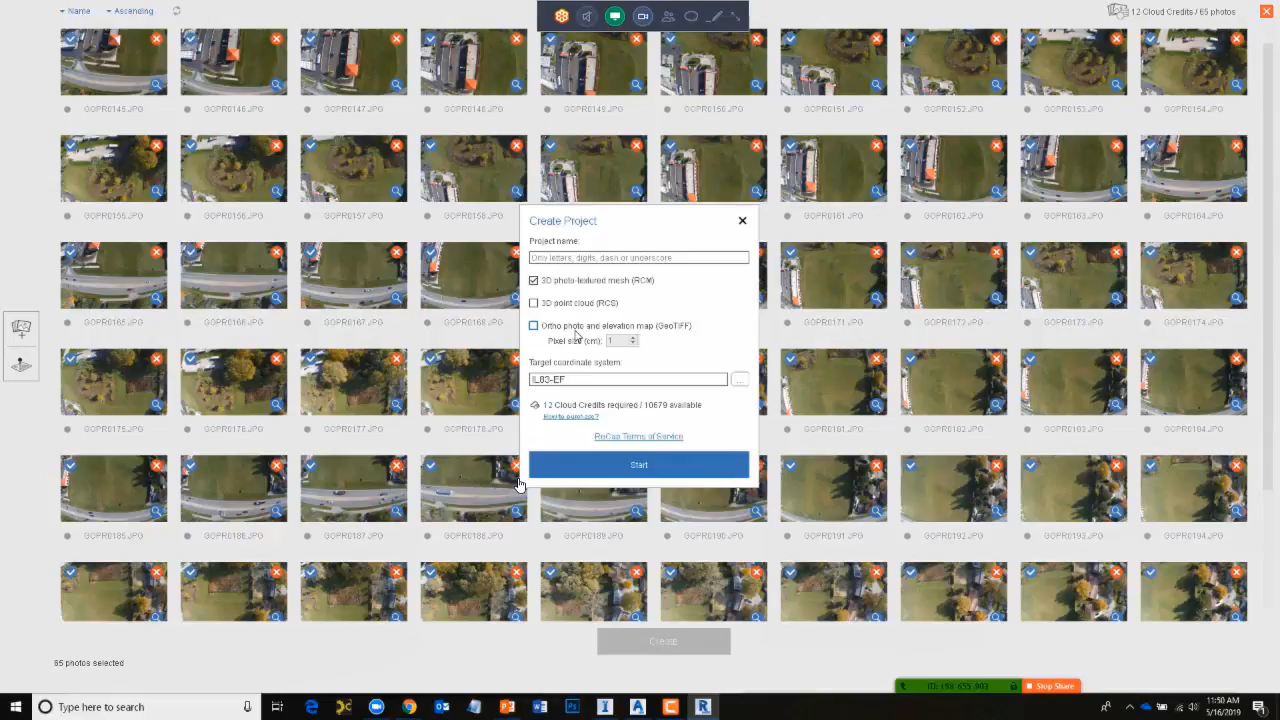 Name
Ascending
12 Cloud Credits / 65 photos
GOPR0145.JPG
GOPR0146.JPG
GOPR0147.JPG
GOPR0148.JPG
GOPR0149.JPG
GOPR0150.JPG
GOPR0151.JPG
GOPR0152.JPG
GOPR0153.JPG
GOPR0154.JPG
GOPR0155.JPG
GOPR0156.JPG
GOPR0157.JPG
GOPR0158.JPG
GOPR0161.JPG
GOPR0162.JPG
GOPR0163.JPG
GOPR0164.JPG
Create Project
Project name:
Only letters, digits, dash or underscore
3D photo-textured mesh (RCM)
3D point cloud (RCS)
Ortho photo and elevation map (GeoTIFF)
Pixel size (cm): 1
Target coordinate system:
IL83-EF
...
12 Cloud Credits required / 10679 available
How to purchase?
ReCap Terms of Service
Start
GOPR0165.JPG
GOPR0166.JPG
GOPR0167.JPG
GOPR0168.JPG
GOPR0171.JPG
GOPR0172.JPG
GOPR0173.JPG
GOPR0174.JPG
GOPR0175.JPG
GOPR0176.JPG
GOPR0177.JPG
GOPR0178.JPG
GOPR0181.JPG
GOPR0182.JPG
GOPR0183.JPG
GOPR0184.JPG
GOPR0185.JPG
GOPR0186.JPG
GOPR0187.JPG
GOPR0188.JPG
GOPR0189.JPG
GOPR0190.JPG
GOPR0191.JPG
GOPR0192.JPG
GOPR0193.JPG
GOPR0194.JPG
Create
65 photos selected
Stop Share
Type here to search
11:50 AM
5/16/2019